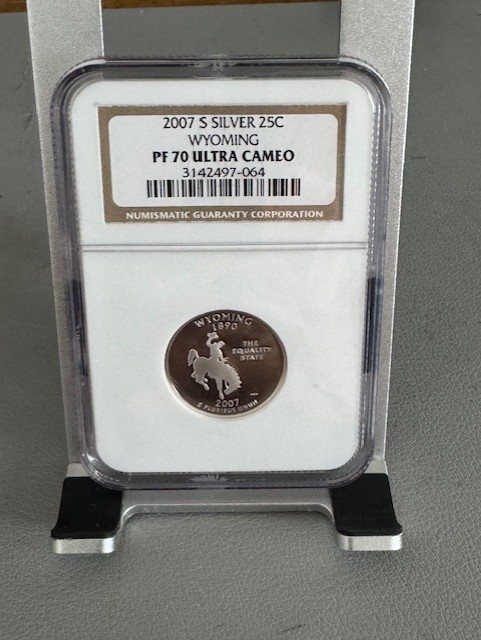 2007 S SILVER 25C
WYOMING
PF 70 ULTRA CAMEO
3142497-064
NUMISMATIC GUARANTY CORPORATION
WYOMING
1890
THE
EQUALITY
STATE
2007
E PLURIBUS UNUM